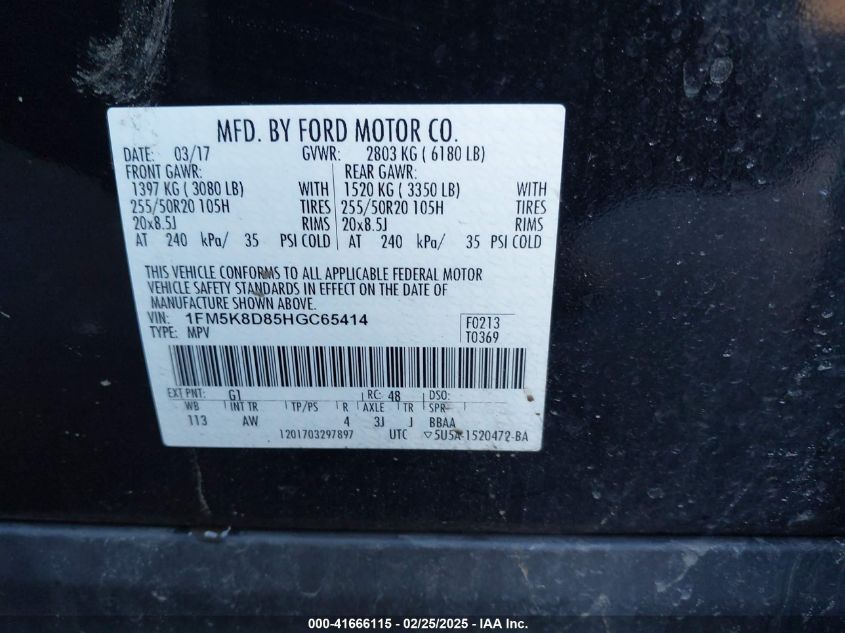 MFD. BY FORD MOTOR CO.
DATE: 03/17 GVWR: 2803 KG ( 6180 LB)
FRONT GAWR: REAR GAWR:
1397 KG ( 3080 LB) WITH 1520 KG ( 3350 LB) WITH
255/50R20 105H TIRES 255/50R20 105H TIRES
20x8.5J RIMS 20x8.5J RIMS
AT 240 kPa/ 35 PSI COLD AT 240 kPa/ 35 PSI COLD
THIS VEHICLE CONFORMS TO ALL APPLICABLE FEDERAL MOTOR
VEHICLE SAFETY STANDARDS IN EFFECT ON THE DATE OF
MANUFACTURE SHOWN ABOVE.
VIN: 1FM5K8D85HGC65414 F0213
TYPE: MPV T0369
EXT PNT: G1 RC: 48 DSO:
WB INT TR TP/PS R AXLE TR SPR
113 AW 4 3J J BBAA
1201703297897 UTC ▽5U5A-1520472-BA
000-41666115 - 02/25/2025 - IAA Inc.